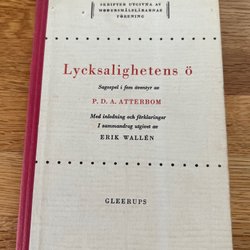 SKRIFTER UTGIVNA AV
MODERSMÅLSLÄRARNAS
FÖRENING
Lycksalighetens ö
Sagospel i fem äventyr av
P. D. A. ATTERBOM
Med inledning och förklaringar
I sammandrag utgivet av
ERIK WALLÉN
GLEERUPS